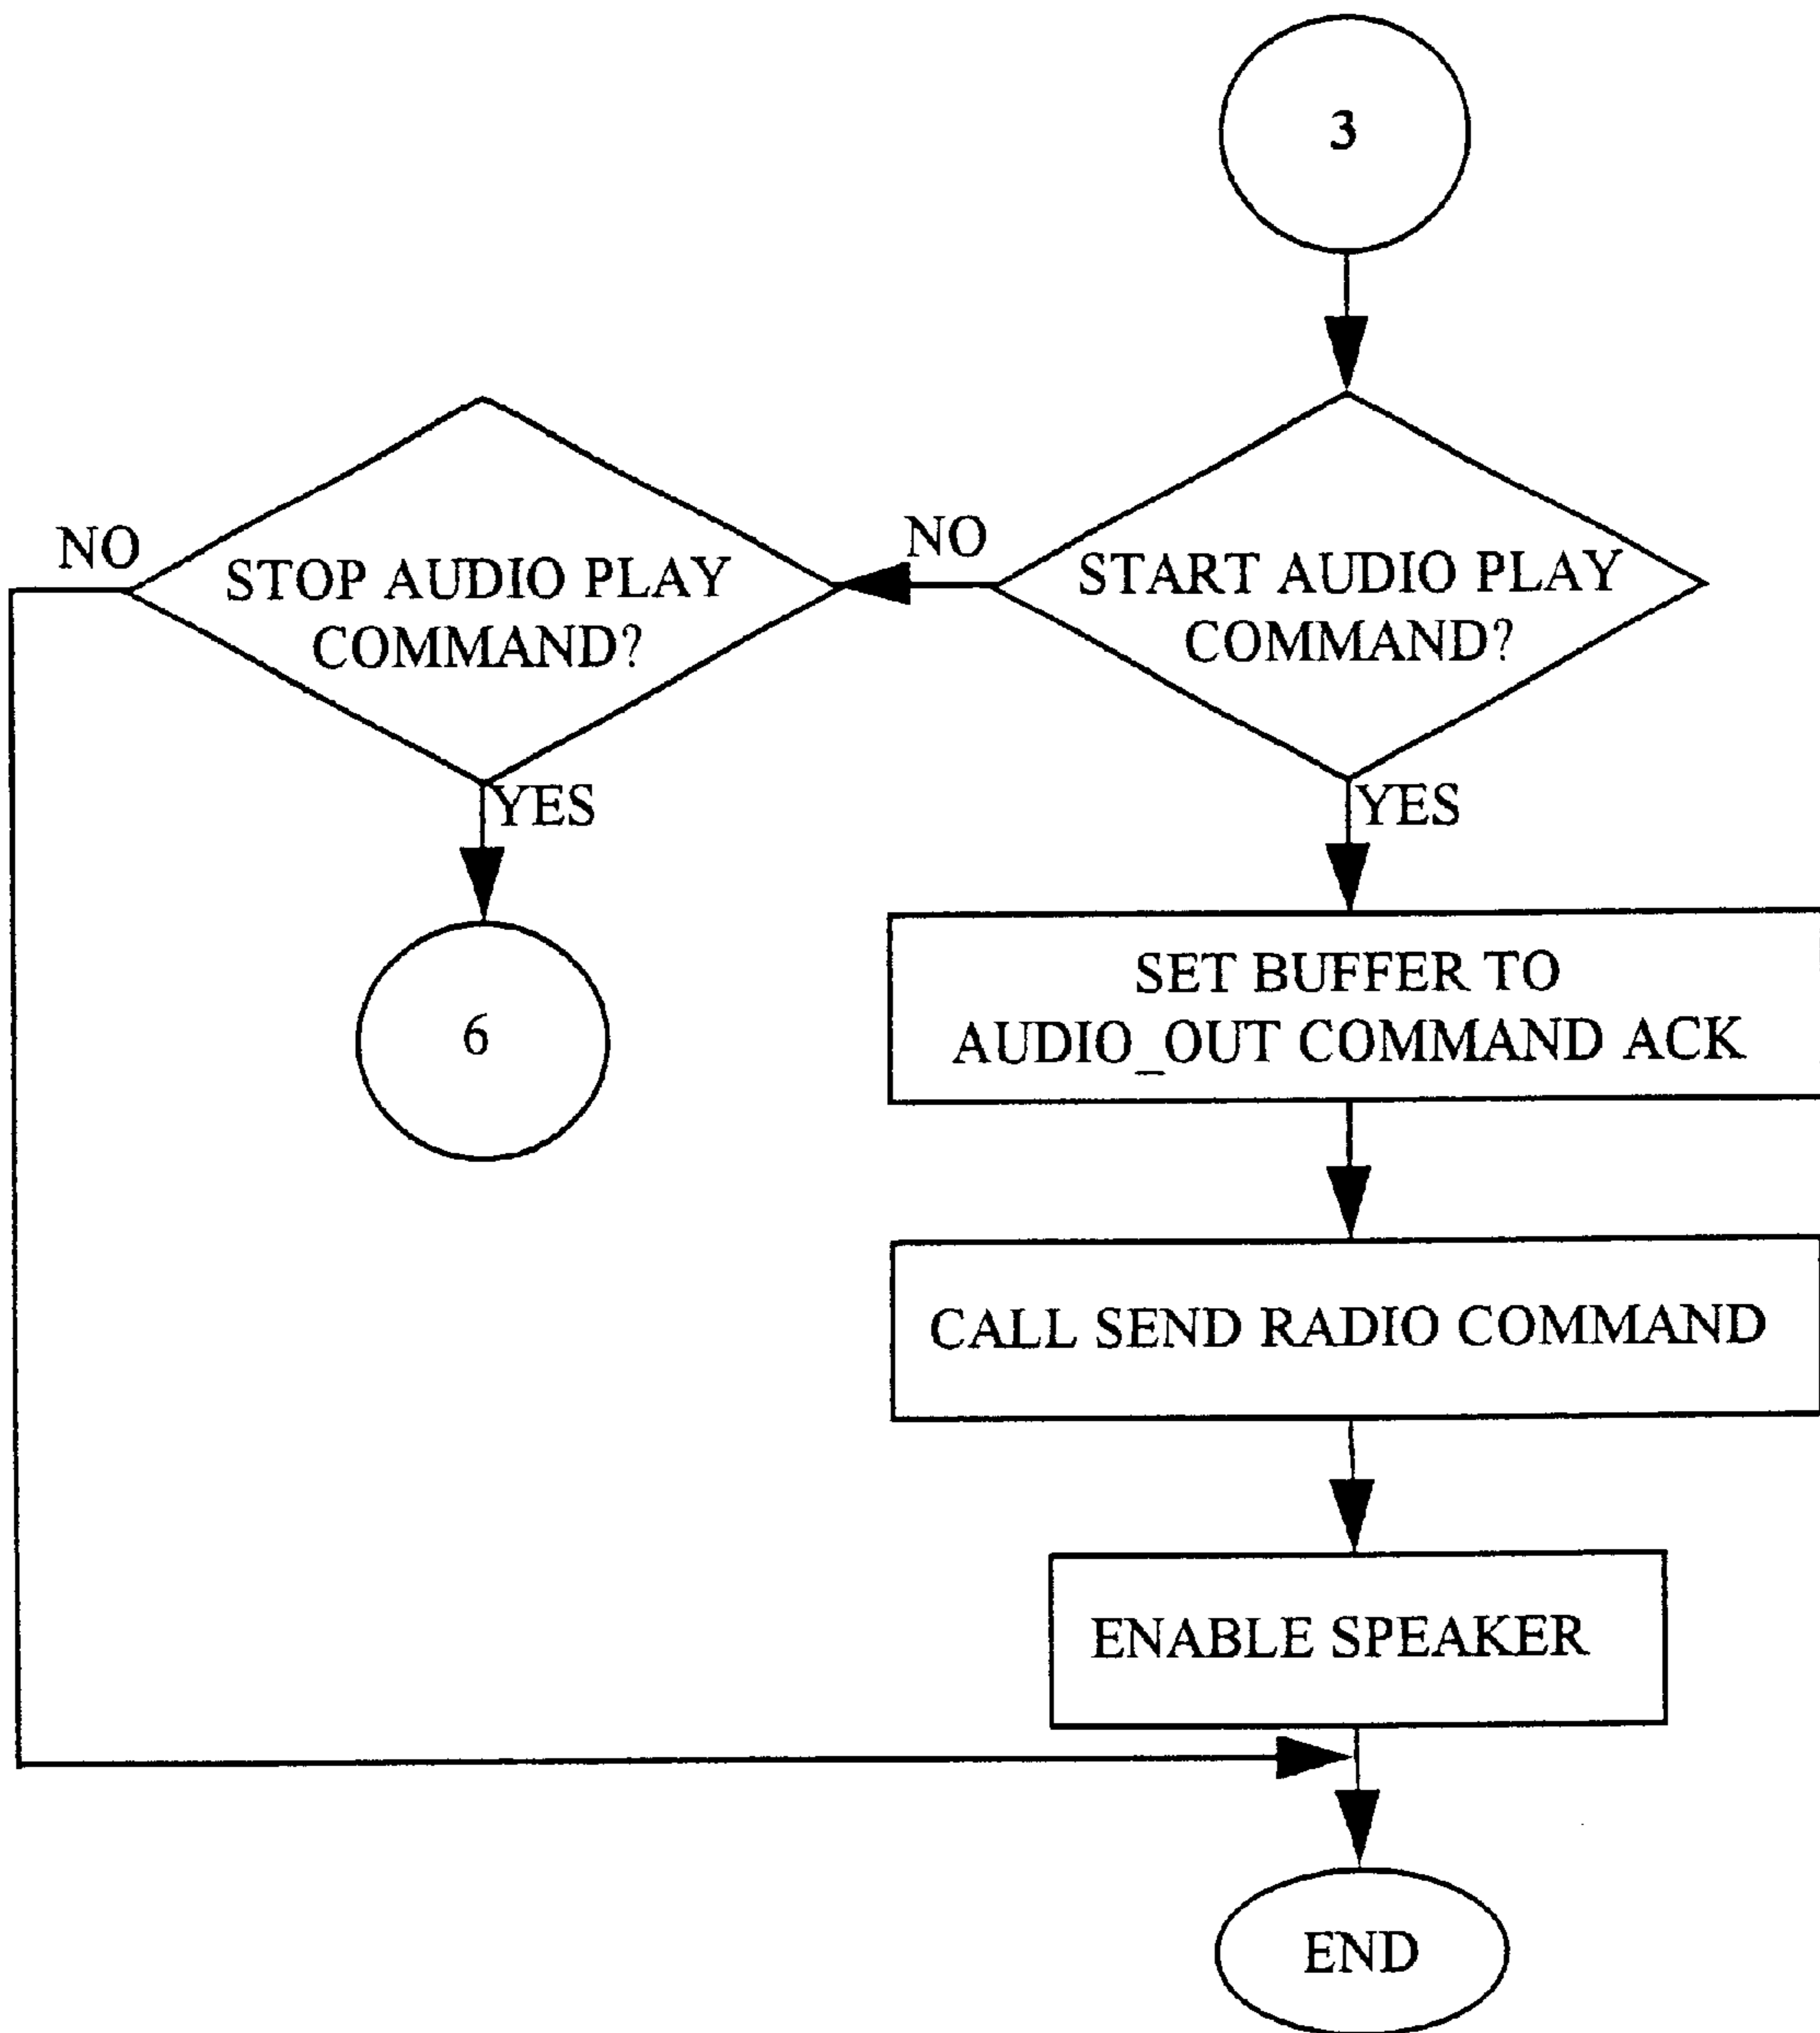 3
START AUDIO PLAY
COMMAND?
NO
STOP AUDIO PLAY
COMMAND?
NO
YES
6
YES
SET BUFFER TO
AUDIO_OUT COMMAND ACK
CALL SEND RADIO COMMAND
ENABLE SPEAKER
END